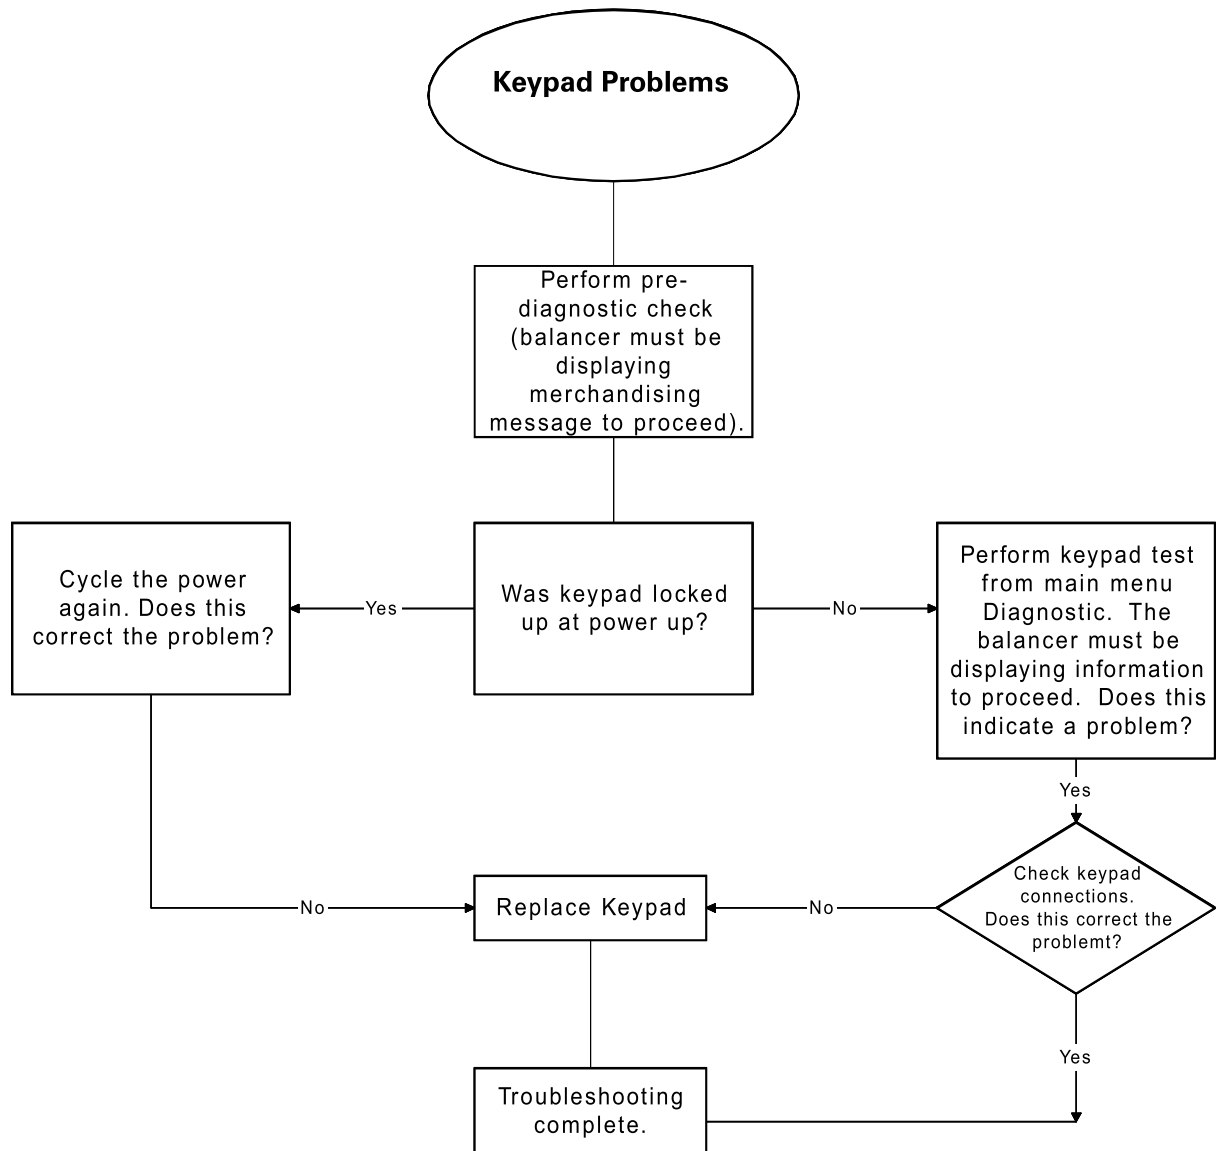 Keypad Problems
Perform pre-
diagnostic check
(balancer must be
displaying
merchandising
message to proceed).
Cycle the power
again. Does this
correct the problem?
Yes
Was keypad locked
up at power up?
No
Perform keypad test
from main menu
Diagnostic.  The
balancer must be
displaying information
to proceed.  Does this
indicate a problem?
Yes
No
Replace Keypad
No
Check keypad
connections.
Does this correct the
problemt?
Yes
Troubleshooting
complete.